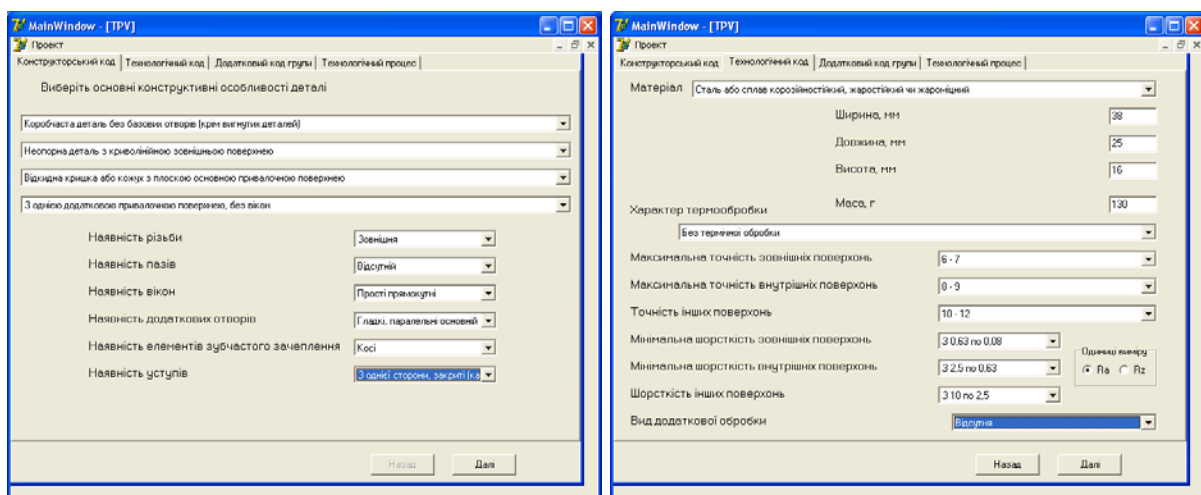 MainWindow - [TPV]
Проект
Конструкторський код Технологічний код Додатковий код групи Технологічний процес
Виберіть основні конструктивні особливості деталі
Коробчаста деталь без базових отворів (крім вигнутих деталей)
Неопорна деталь з криволінійною зовнішньою поверхнею
Відкидна кришка або кожух з плоскою основною привалочною поверхнею
З однією додатковою привалочною поверхнею, без вікон
Наявність різьби Зовнішня
Наявність пазів Відсутній
Наявність вікон Прості прямокутні
Наявність додаткових отворів Гладкі, паралельні основній
Наявність елементів зубчастого зачеплення Косі
Наявність уступів З однієї сторони, закриті (ка
Назад Далі
MainWindow - [TPV]
Проект
Конструкторський код Технологічний код Додатковий код групи Технологічний процес
Матеріал Сталь або сплав корозійностійкий, жаростійкий чи жароміцний
Ширина, мм 38
Довжина, мм 25
Висота, мм 16
Маса, г 130
Характер термообробки
Без термічної обробки
Максимальна точність зовнішніх поверхонь 6 - 7
Максимальна точність внутрішніх поверхонь 8 - 9
Точність інших поверхонь 10 - 12
Мінімальна шорсткість зовнішніх поверхонь З 0,63 по 0,08
Одиниці виміру
Мінімальна шорсткість внутрішніх поверхонь З 2,5 по 0,63
Ra Rz
Шорсткість інших поверхонь З 10 по 2,5
Вид додаткової обробки Відсутня
Назад Далі